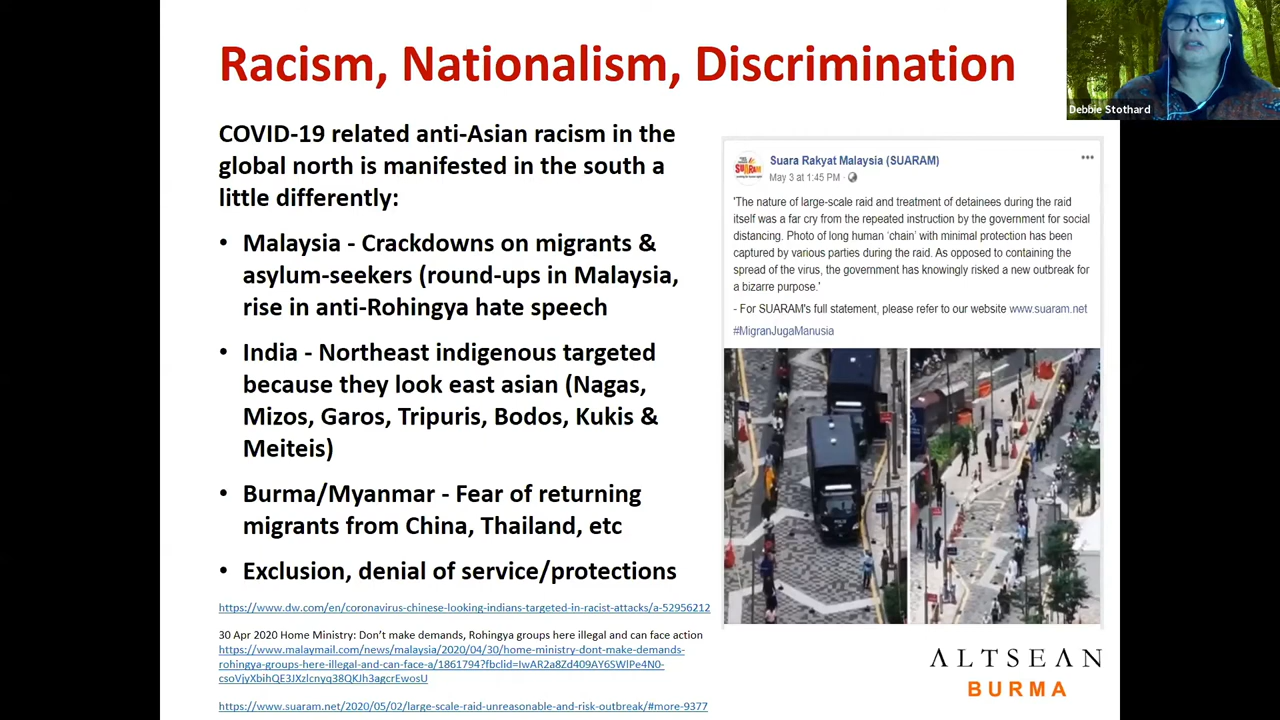 Racism, Nationalism, Discrimination
Debbie Stothard
COVID-19 related anti-Asian racism in the
global north is manifested in the south a
little differently:
• Malaysia - Crackdowns on migrants &
asylum-seekers (round-ups in Malaysia,
rise in anti-Rohingya hate speech
• India - Northeast indigenous targeted
because they look east asian (Nagas,
Mizos, Garos, Tripuris, Bodos, Kukis &
Meiteis)
• Burma/Myanmar - Fear of returning
migrants from China, Thailand, etc
• Exclusion, denial of service/protections
https://www.dw.com/en/coronavirus-chinese-looking-indians-targeted-in-racist-attacks/a-52956212
30 Apr 2020 Home Ministry: Don’t make demands, Rohingya groups here illegal and can face action
https://www.malaymail.com/news/malaysia/2020/04/30/home-ministry-dont-make-demands-
rohingya-groups-here-illegal-and-can-face-a/1861794?fbclid=IwAR2a8Zd409AY6SWlPe4N0-
csoVjyXbihQE3JXzlcnyq38QKJh3agcrEwosU
https://www.suaram.net/2020/05/02/large-scale-raid-unreasonable-and-risk-outbreak/#more-9377
SUARAM
Suara Rakyat Malaysia (SUARAM)
May 3 at 1:45 PM ·
'The nature of large-scale raid and treatment of detainees during the raid
itself was a far cry from the repeated instruction by the government for social
distancing. Photo of long human ‘chain’ with minimal protection has been
captured by various parties during the raid. As opposed to containing the
spread of the virus, the government has knowingly risked a new outbreak for
a bizarre purpose.'
- For SUARAM's full statement, please refer to our website www.suaram.net
#MigranJugaManusia
ALTSEAN
BURMA